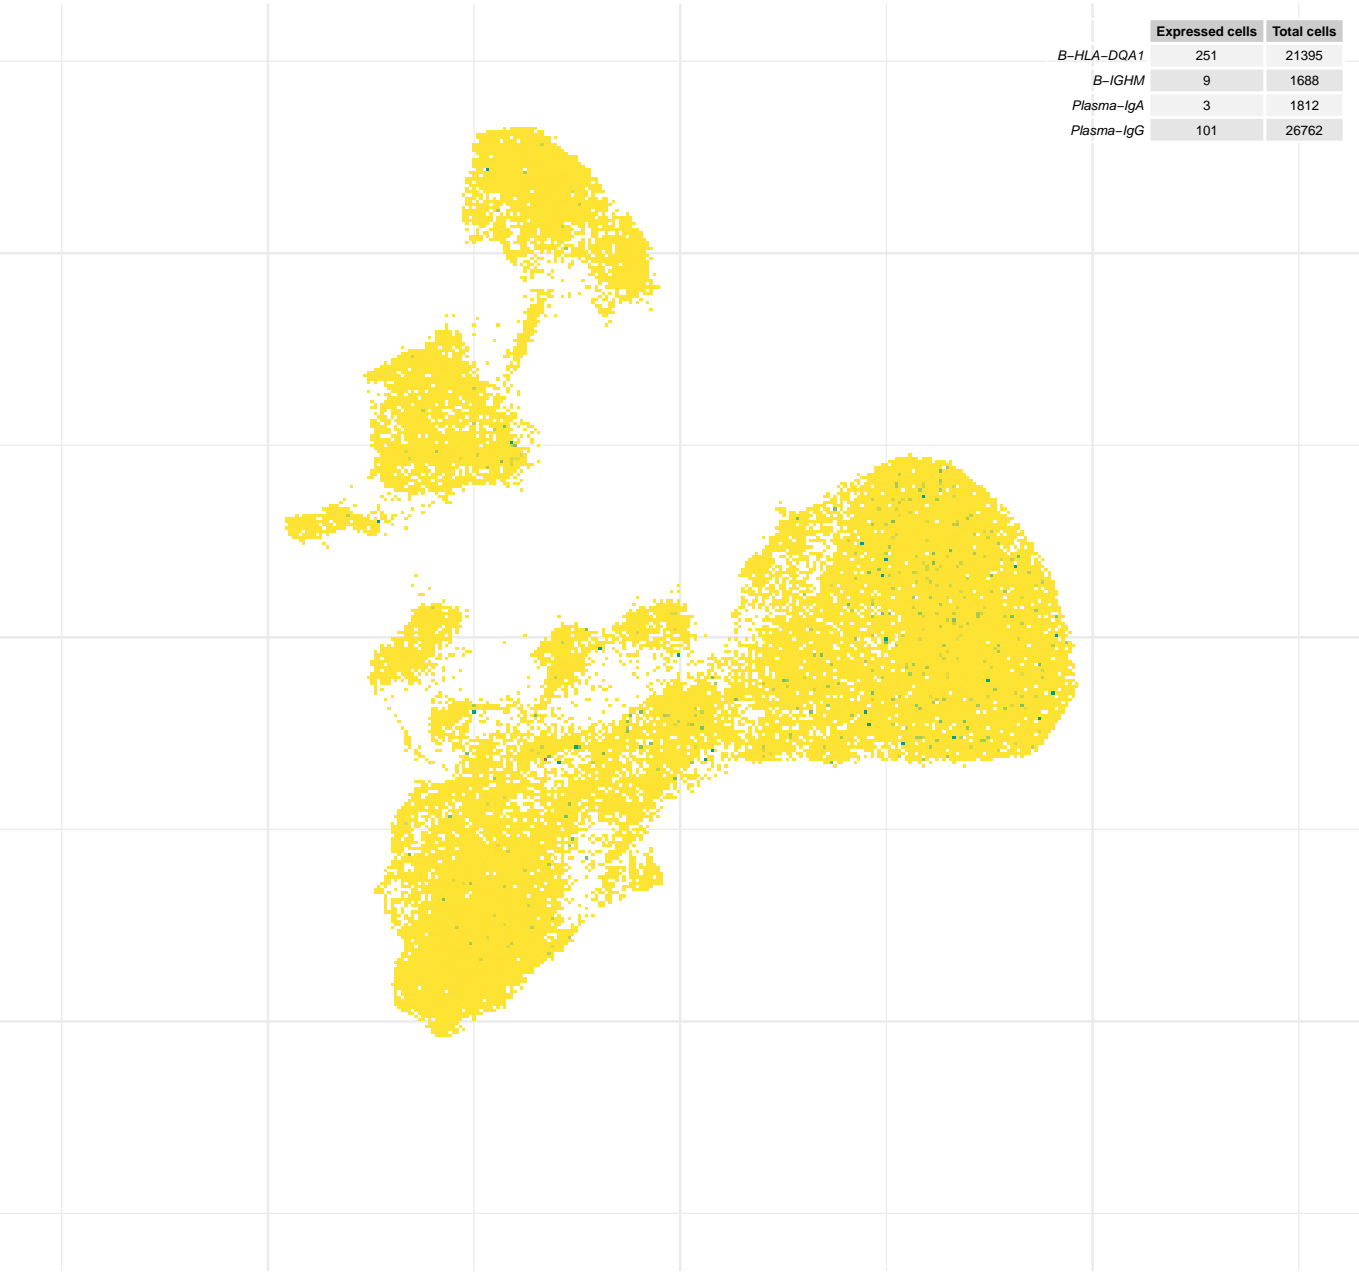 Expressed cells Total cells
B−HLA−DQA1 251 21395
B−IGHM 9 1688
Plasma−IgA 3 1812
Plasma−IgG 101 26762